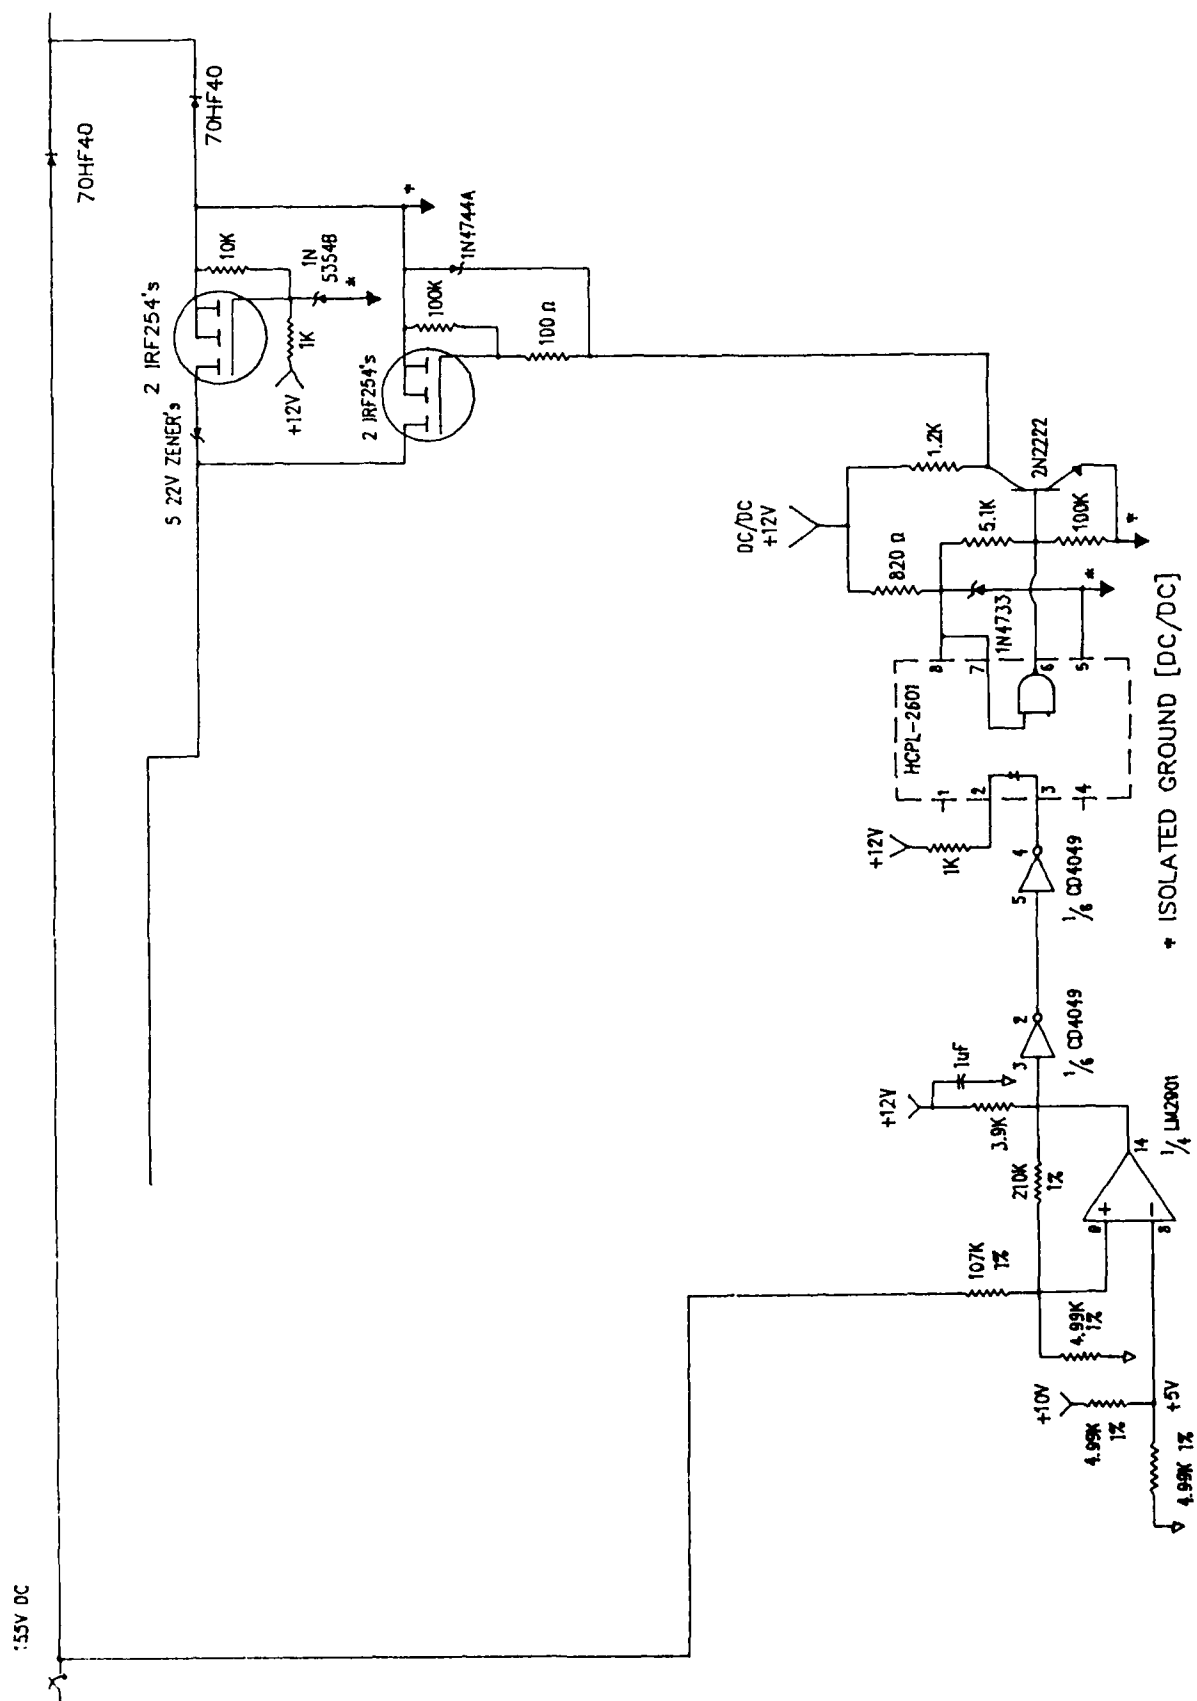 :55V DC
70HF40
70HF40
2 IRF254's
10K
1N
5354B
*
1K
+12V
5 22V ZENER's
*
1N4744A
100K
100 Ω
2 IRF254's
DC/DC
+12V
1.2K
2N2222
820 Ω
5.1K
100K
*
1N4733
*
HCPL-2601
8
7
6
5
1
2
3
4
+12V
1K
4
5
1/6 CD4049
2
3
1/6 CD4049
+12V
1uF
3.9K
210K
1%
14
1/4 LM2901
+
-
9
8
107K
1%
4.99K
1%
+10V
4.99K
1%
+5V
4.99K 1%
* ISOLATED GROUND [DC/DC]